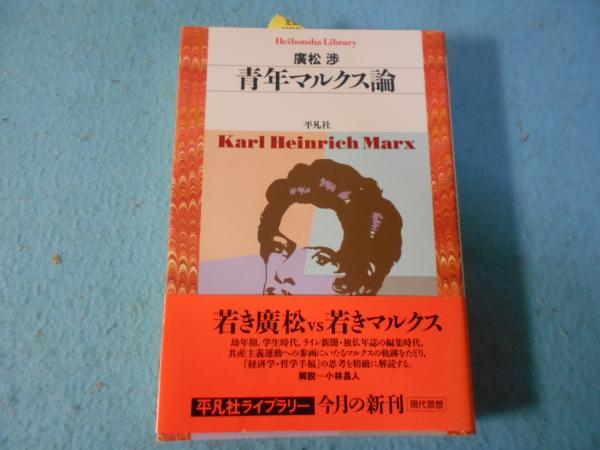 Heibonsha Library
廣松 渉
青年マルクス論
平凡社
Karl Heinrich Marx
若き廣松vs若きマルクス
幼年期,学生時代,ライン新聞・独仏年誌の編集時代,
共産主義運動への参画にいたるマルクスの軌跡をたどり,
『経済学・哲学手稿』の思考を精緻に解読する。
解説=小林昌人
平凡社ライブラリー 今月の新刊 現代思想